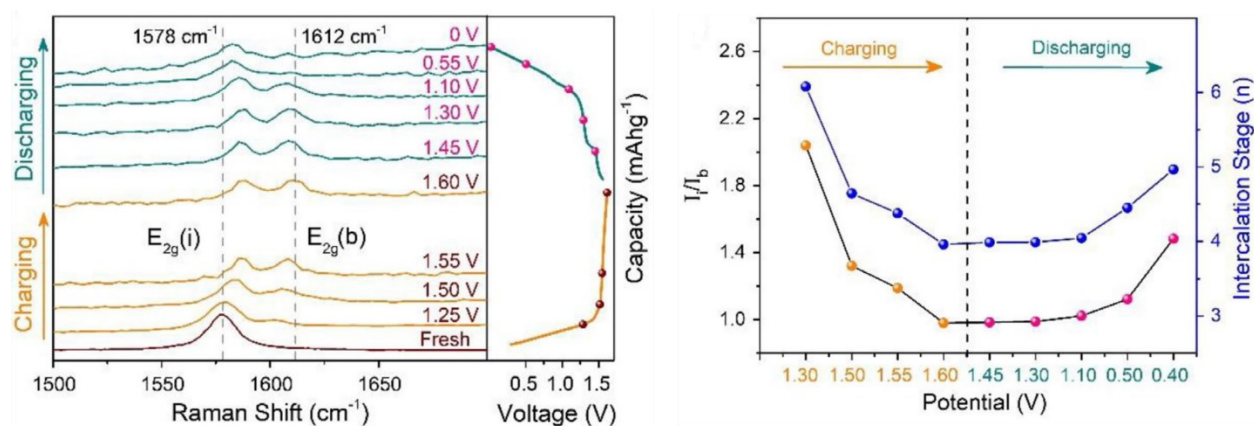 1578 cm⁻¹
1612 cm⁻¹
0 V
0.55 V
1.10 V
1.30 V
1.45 V
1.60 V
E2g(i)
E2g(b)
1.55 V
1.50 V
1.25 V
Fresh
Discharging
Charging
1500
1550
1600
1650
Raman Shift (cm⁻¹)
0.5
1.0
1.5
Voltage (V)
Capacity (mAhg⁻¹)
Charging
Discharging
2.6
2.2
1.8
1.4
1.0
Ii/Ib
6
5
4
3
Intercalation Stage (n)
1.30
1.50
1.55
1.60
1.45
1.30
1.10
0.50
0.40
Potential (V)